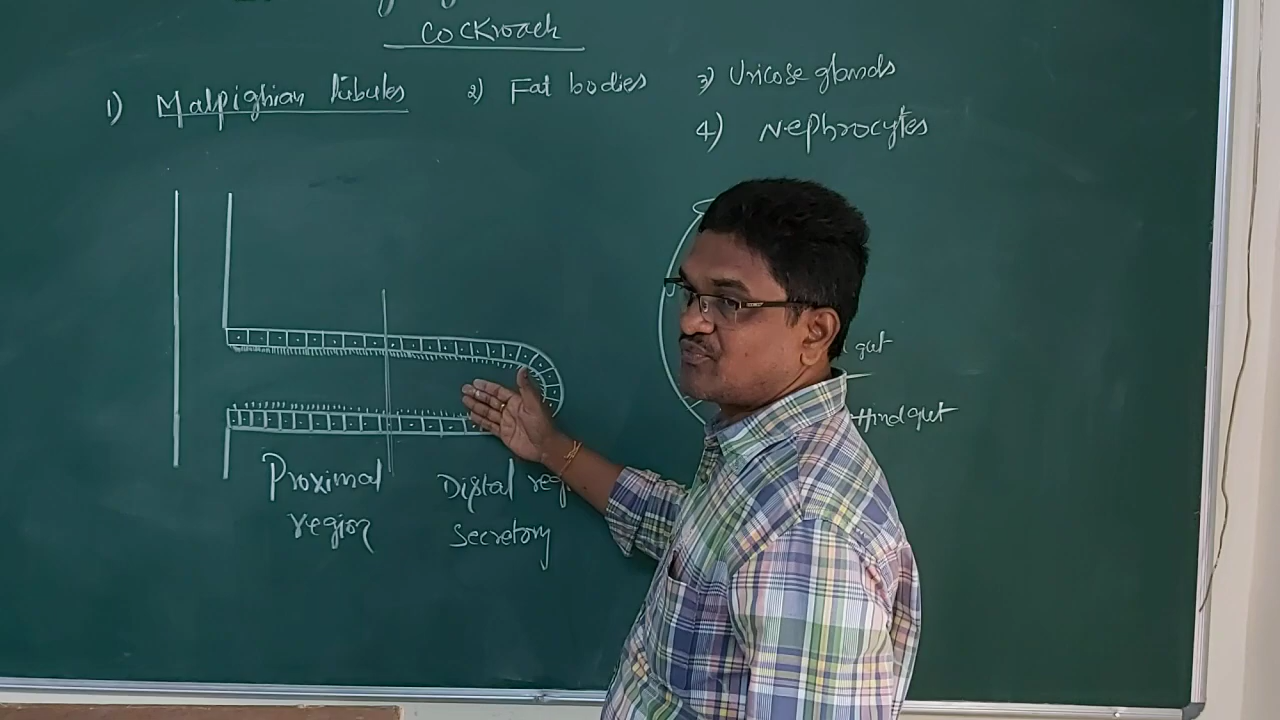 Cockroach
1) Malpighian tubules 2) Fat bodies 3) Uricose glands
4) Nephrocytes
gut
Hindgut
Proximal
region
Distal reg
Secretory